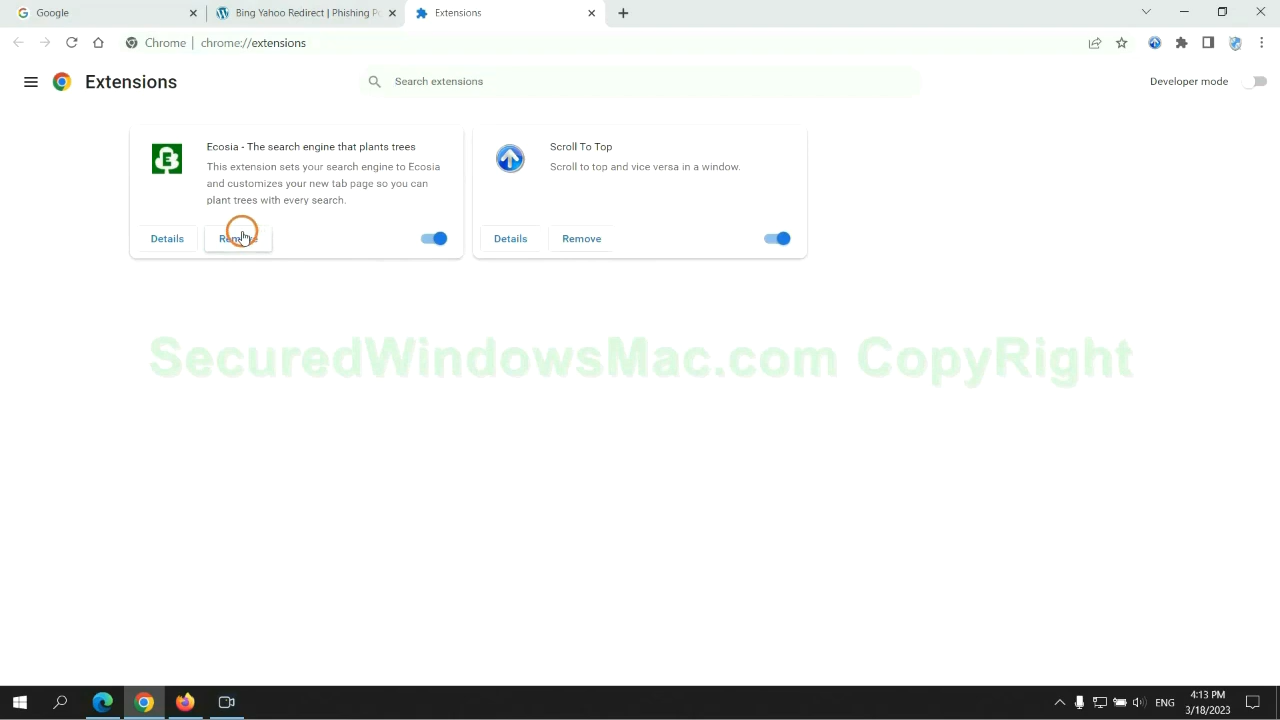 Google
Bing Yahoo Redirect | Phishing Po
Extensions
Chrome | chrome://extensions
Extensions
Search extensions
Developer mode
Ecosia - The search engine that plants trees
This extension sets your search engine to Ecosia
and customizes your new tab page so you can
plant trees with every search.
Details
Remove
Scroll To Top
Scroll to top and vice versa in a window.
Details
Remove
SecuredWindowsMac.com CopyRight
ENG
4:13 PM
3/18/2023